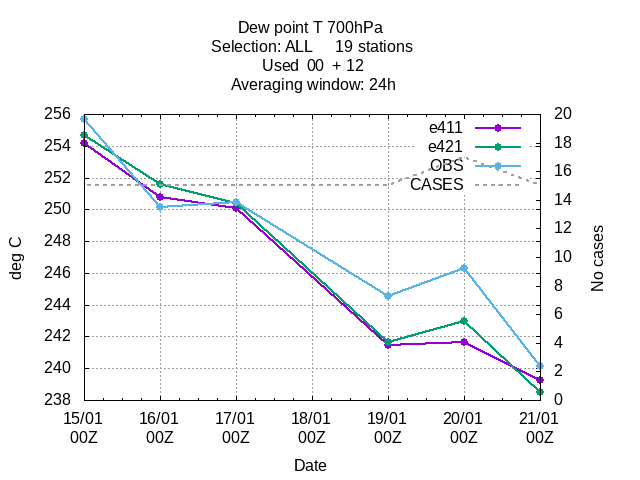 Dew point T 700hPa
Selection: ALL     19 stations
Used  00  + 12
Averaging window: 24h
256
254
252
250
248
246
244
242
240
238
deg C
20
18
16
14
12
10
8
6
4
2
0
No cases
e411
e421
OBS
CASES
15/01 16/01 17/01 18/01 19/01 20/01 21/01
00Z 00Z 00Z 00Z 00Z 00Z 00Z
Date